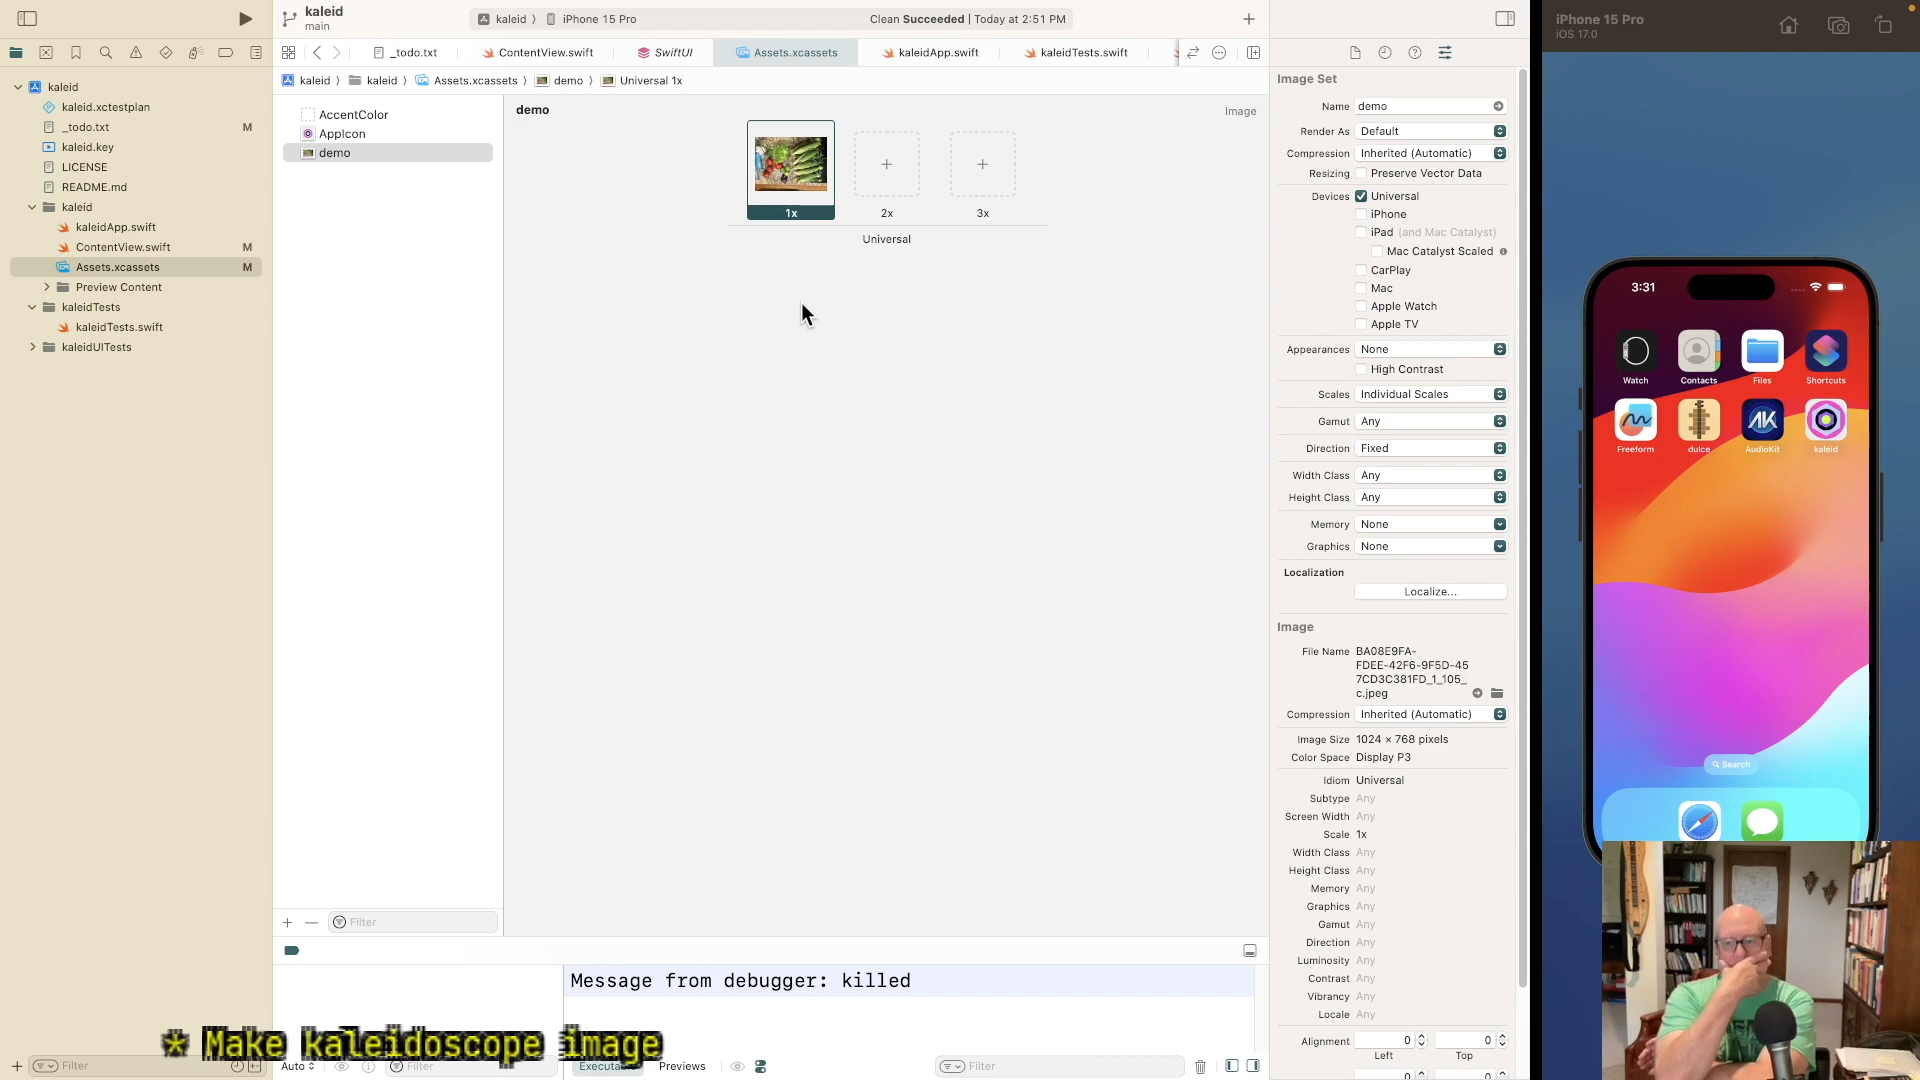 kaleid
main
kaleid
iPhone 15 Pro
Clean Succeeded | Today at 2:51 PM
iPhone 15 Pro
iOS 17.0
_todo.txt
ContentView.swift
SwiftUI
Assets.xcassets
kaleidApp.swift
kaleidTests.swift
kaleid
kaleid
Assets.xcassets
demo
Universal 1x
kaleid
kaleid.xctestplan
_todo.txt
M
kaleid.key
LICENSE
README.md
kaleid
kaleidApp.swift
ContentView.swift
M
Assets.xcassets
M
Preview Content
kaleidTests
kaleidTests.swift
kaleidUITests
AccentColor
AppIcon
demo
demo
Image
1x
2x
3x
Universal
Image Set
Name demo
Render As Default
Compression Inherited (Automatic)
Resizing Preserve Vector Data
Devices Universal
iPhone
iPad (and Mac Catalyst)
Mac Catalyst Scaled
CarPlay
Mac
Apple Watch
Apple TV
Appearances None
High Contrast
Scales Individual Scales
Gamut Any
Direction Fixed
Width Class Any
Height Class Any
Memory None
Graphics None
Localization
Localize...
Image
File Name BA08E9FA-
FDEE-42F6-9F5D-45
7CD3C381FD_1_105_
c.jpeg
Compression Inherited (Automatic)
Image Size 1024 × 768 pixels
Color Space Display P3
Idiom Universal
Subtype Any
Screen Width Any
Scale 1x
Width Class Any
Height Class Any
Memory Any
Graphics Any
Gamut Any
Direction Any
Luminosity Any
Contrast Any
Vibrancy Any
Locale Any
Alignment 0 0
Left Top
0 0
3:31
Watch
Contacts
Files
Shortcuts
AK
Freeform
dulce
AudioKit
kaleid
Search
Filter
Message from debugger: killed
* Make kaleidoscope image
Filter
Auto
Filter
Previews
Filter